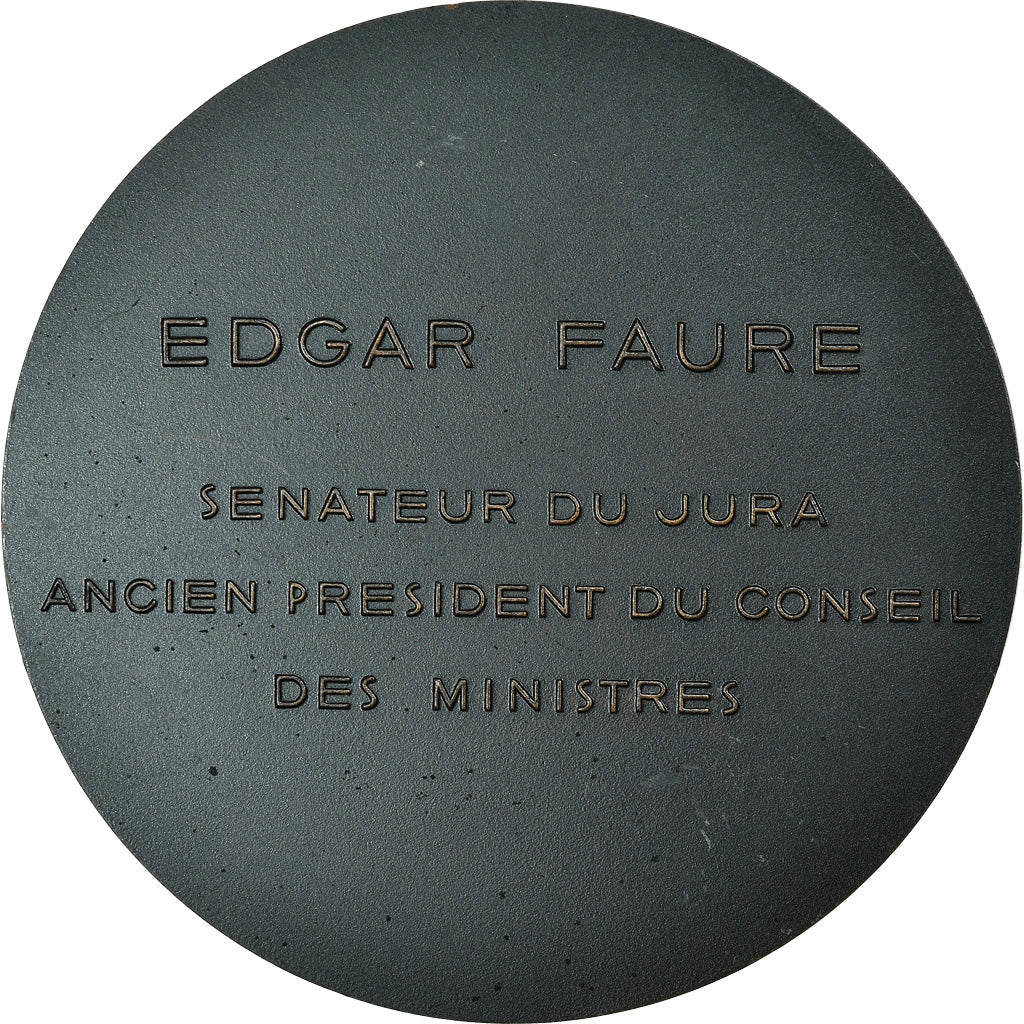 EDGAR FAURE
SENATEUR DU JURA
ANCIEN PRESIDENT DU CONSEIL
DES MINISTRES